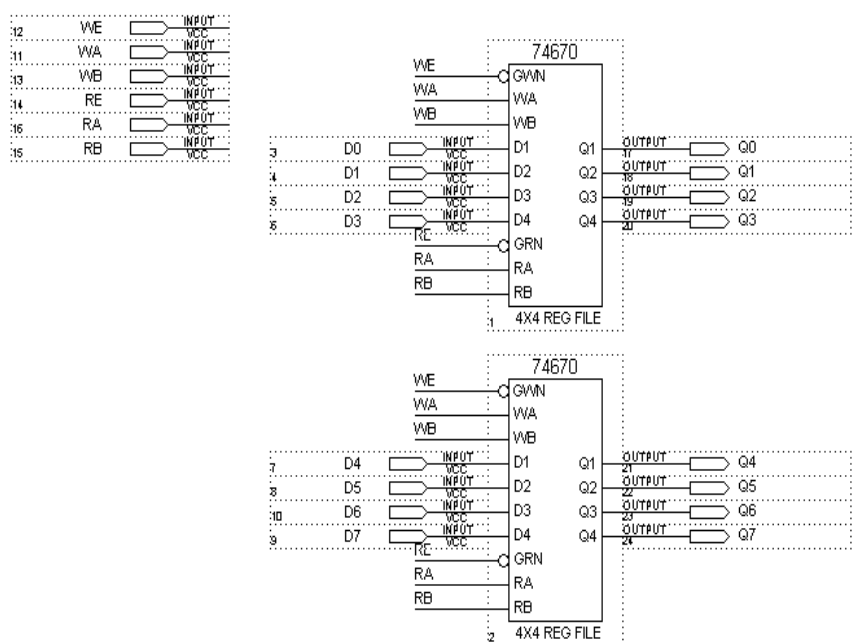 12 WE INPUT VCC
11 WA INPUT VCC
13 WB INPUT VCC
14 RE INPUT VCC
16 RA INPUT VCC
15 RB INPUT VCC
74670
WE GWN
WA WA
WB WB
3 D0 INPUT VCC D1 Q1 OUTPUT 17 Q0
4 D1 INPUT VCC D2 Q2 OUTPUT 18 Q1
5 D2 INPUT VCC D3 Q3 OUTPUT 19 Q2
6 D3 INPUT VCC D4 Q4 OUTPUT 20 Q3
RE GRN
RA RA
RB RB
1 4X4 REG FILE
74670
WE GWN
WA WA
WB WB
7 D4 INPUT VCC D1 Q1 OUTPUT 21 Q4
8 D5 INPUT VCC D2 Q2 OUTPUT 22 Q5
10 D6 INPUT VCC D3 Q3 OUTPUT 23 Q6
9 D7 INPUT VCC D4 Q4 OUTPUT 24 Q7
RE GRN
RA RA
RB RB
2 4X4 REG FILE